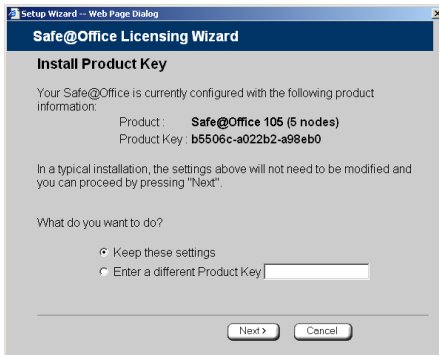 Setup Wizard -- Web Page Dialog
Safe@Office Licensing Wizard
Install Product Key
Your Safe@Office is currently configured with the following product
information:
Product : Safe@Office 105 (5 nodes)
Product Key : b5506c-a022b2-a98eb0
In a typical installation, the settings above will not need to be modified and
you can proceed by pressing "Next".
What do you want to do?
Keep these settings
Enter a different Product Key
Next > Cancel